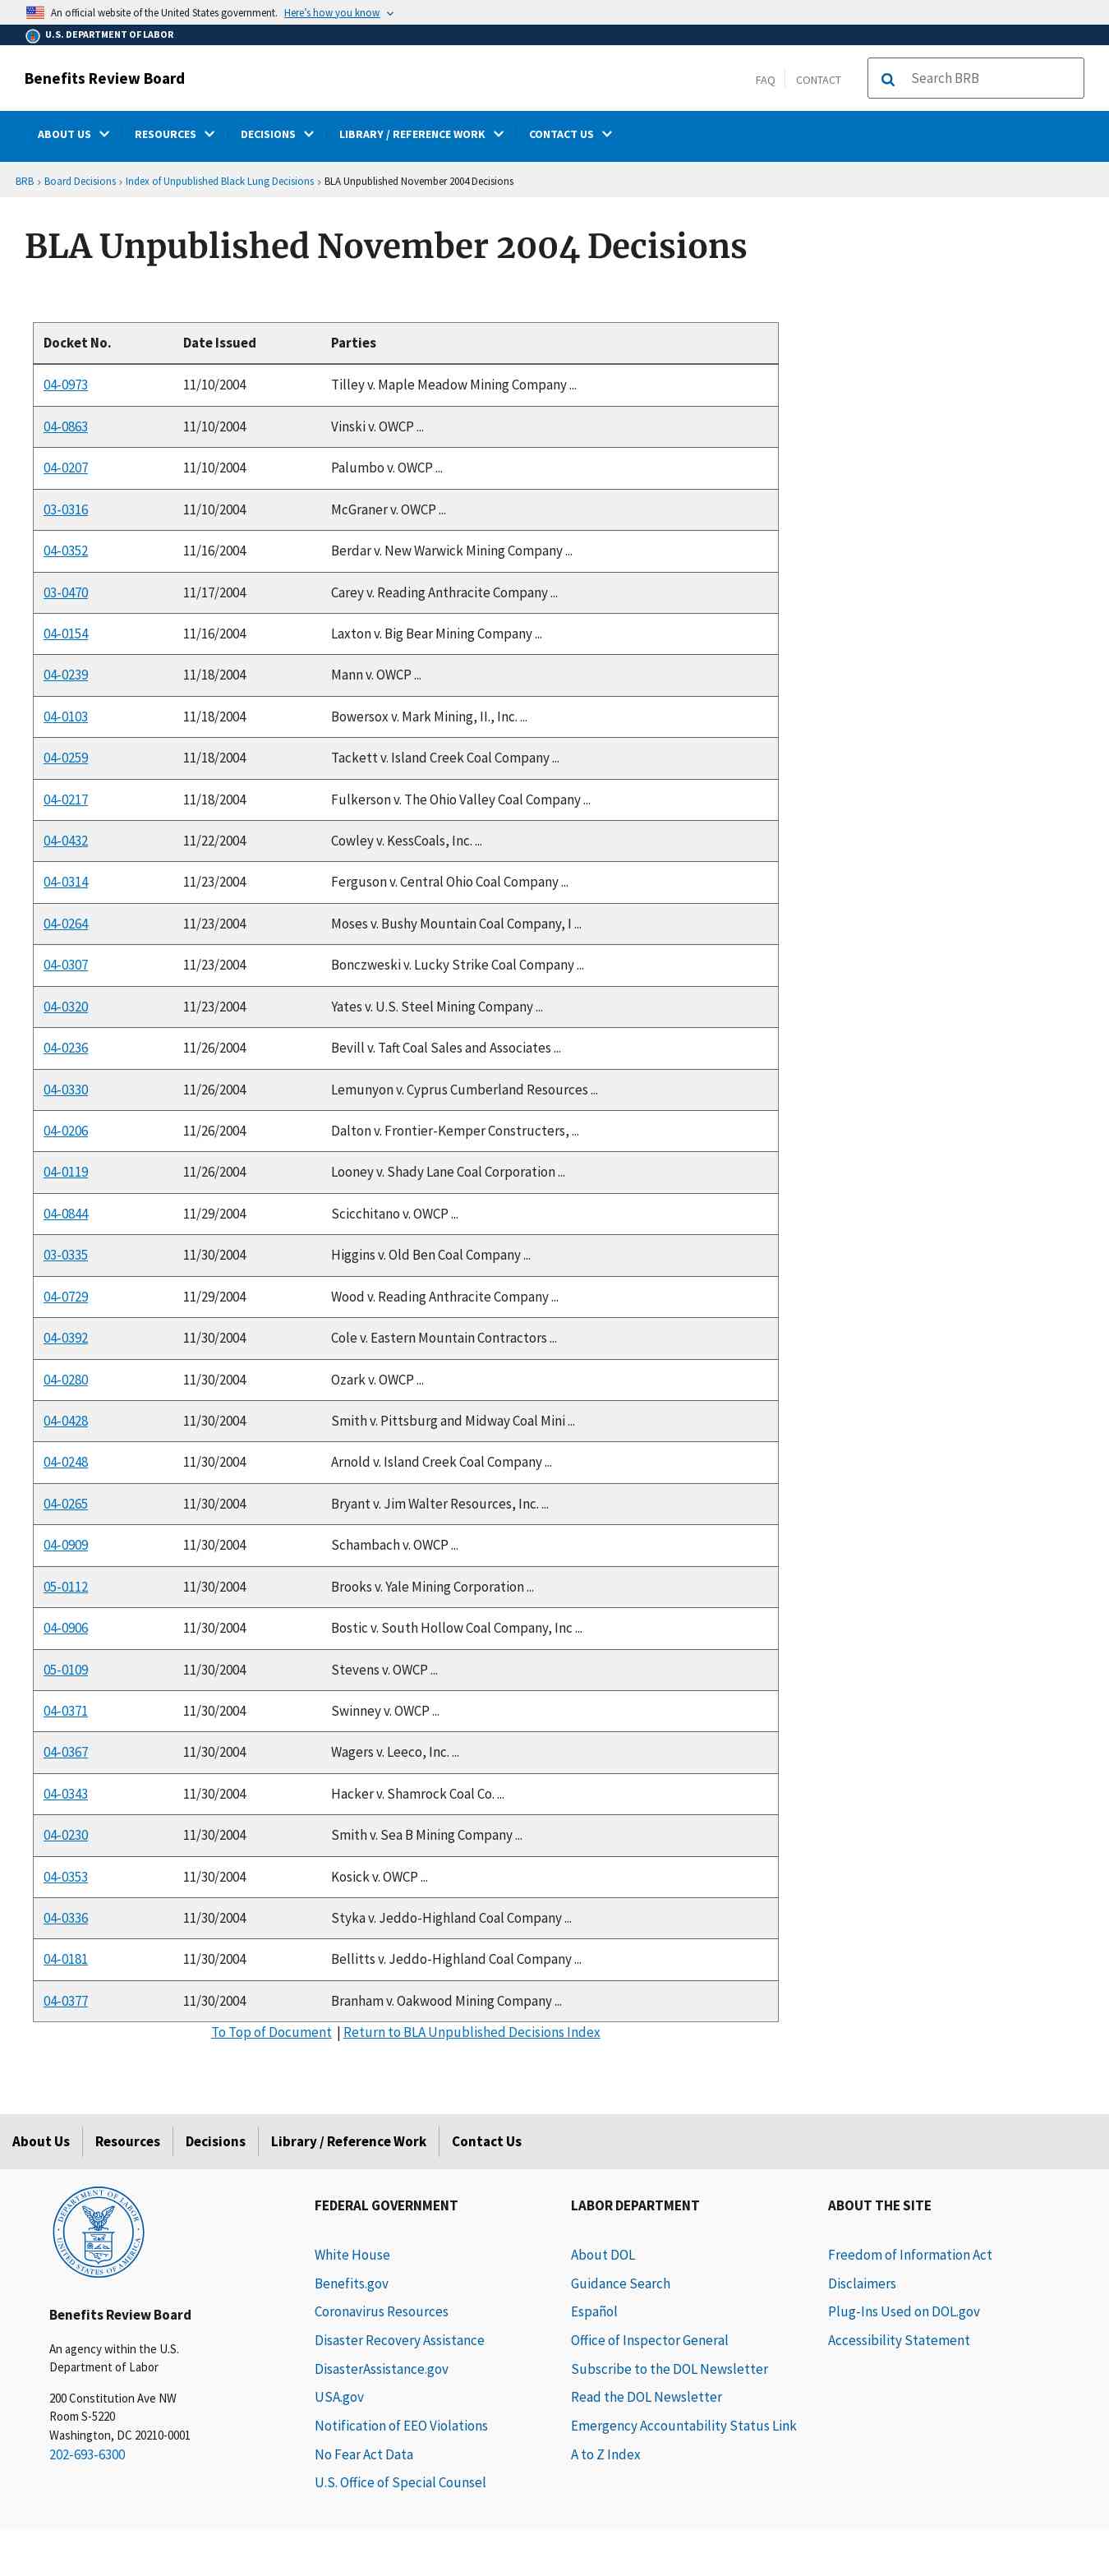 An official website of the United States government. Here's how you know
U.S. DEPARTMENT OF LABOR
Benefits Review Board
FAQ CONTACT Search BRB
ABOUT US RESOURCES DECISIONS LIBRARY / REFERENCE WORK CONTACT US
BRB › Board Decisions › Index of Unpublished Black Lung Decisions › BLA Unpublished November 2004 Decisions
BLA Unpublished November 2004 Decisions
Docket No. Date Issued Parties
04-0973 11/10/2004 Tilley v. Maple Meadow Mining Company ...
04-0863 11/10/2004 Vinski v. OWCP ...
04-0207 11/10/2004 Palumbo v. OWCP ...
03-0316 11/10/2004 McGraner v. OWCP ...
04-0352 11/16/2004 Berdar v. New Warwick Mining Company ...
03-0470 11/17/2004 Carey v. Reading Anthracite Company ...
04-0154 11/16/2004 Laxton v. Big Bear Mining Company ...
04-0239 11/18/2004 Mann v. OWCP ...
04-0103 11/18/2004 Bowersox v. Mark Mining, II., Inc. ...
04-0259 11/18/2004 Tackett v. Island Creek Coal Company ...
04-0217 11/18/2004 Fulkerson v. The Ohio Valley Coal Company ...
04-0432 11/22/2004 Cowley v. KessCoals, Inc. ...
04-0314 11/23/2004 Ferguson v. Central Ohio Coal Company ...
04-0264 11/23/2004 Moses v. Bushy Mountain Coal Company, I ...
04-0307 11/23/2004 Bonczweski v. Lucky Strike Coal Company ...
04-0320 11/23/2004 Yates v. U.S. Steel Mining Company ...
04-0236 11/26/2004 Bevill v. Taft Coal Sales and Associates ...
04-0330 11/26/2004 Lemunyon v. Cyprus Cumberland Resources ...
04-0206 11/26/2004 Dalton v. Frontier-Kemper Constructers, ...
04-0119 11/26/2004 Looney v. Shady Lane Coal Corporation ...
04-0844 11/29/2004 Scicchitano v. OWCP ...
03-0335 11/30/2004 Higgins v. Old Ben Coal Company ...
04-0729 11/29/2004 Wood v. Reading Anthracite Company ...
04-0392 11/30/2004 Cole v. Eastern Mountain Contractors ...
04-0280 11/30/2004 Ozark v. OWCP ...
04-0428 11/30/2004 Smith v. Pittsburg and Midway Coal Mini ...
04-0248 11/30/2004 Arnold v. Island Creek Coal Company ...
04-0265 11/30/2004 Bryant v. Jim Walter Resources, Inc. ...
04-0909 11/30/2004 Schambach v. OWCP ...
05-0112 11/30/2004 Brooks v. Yale Mining Corporation ...
04-0906 11/30/2004 Bostic v. South Hollow Coal Company, Inc ...
05-0109 11/30/2004 Stevens v. OWCP ...
04-0371 11/30/2004 Swinney v. OWCP ...
04-0367 11/30/2004 Wagers v. Leeco, Inc. ...
04-0343 11/30/2004 Hacker v. Shamrock Coal Co. ...
04-0230 11/30/2004 Smith v. Sea B Mining Company ...
04-0353 11/30/2004 Kosick v. OWCP ...
04-0336 11/30/2004 Styka v. Jeddo-Highland Coal Company ...
04-0181 11/30/2004 Bellitts v. Jeddo-Highland Coal Company ...
04-0377 11/30/2004 Branham v. Oakwood Mining Company ...
To Top of Document | Return to BLA Unpublished Decisions Index
About Us Resources Decisions Library / Reference Work Contact Us
DEPARTMENT OF LABOR
UNITED STATES OF AMERICA
Benefits Review Board
An agency within the U.S.
Department of Labor
200 Constitution Ave NW
Room S-5220
Washington, DC 20210-0001
202-693-6300
FEDERAL GOVERNMENT
White House
Benefits.gov
Coronavirus Resources
Disaster Recovery Assistance
DisasterAssistance.gov
USA.gov
Notification of EEO Violations
No Fear Act Data
U.S. Office of Special Counsel
LABOR DEPARTMENT
About DOL
Guidance Search
Español
Office of Inspector General
Subscribe to the DOL Newsletter
Read the DOL Newsletter
Emergency Accountability Status Link
A to Z Index
ABOUT THE SITE
Freedom of Information Act
Disclaimers
Plug-Ins Used on DOL.gov
Accessibility Statement